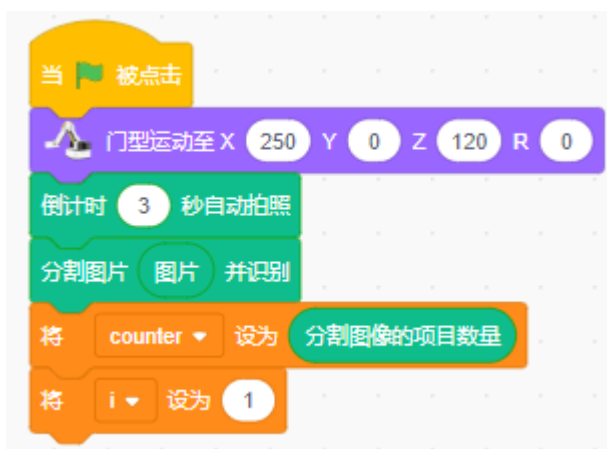 当 被点击
门型运动至 X 250 Y 0 Z 120 R 0
倒计时 3 秒自动拍照
分割图片 图片 并识别
将 counter 设为 分割图像的项目数量
将 i 设为 1